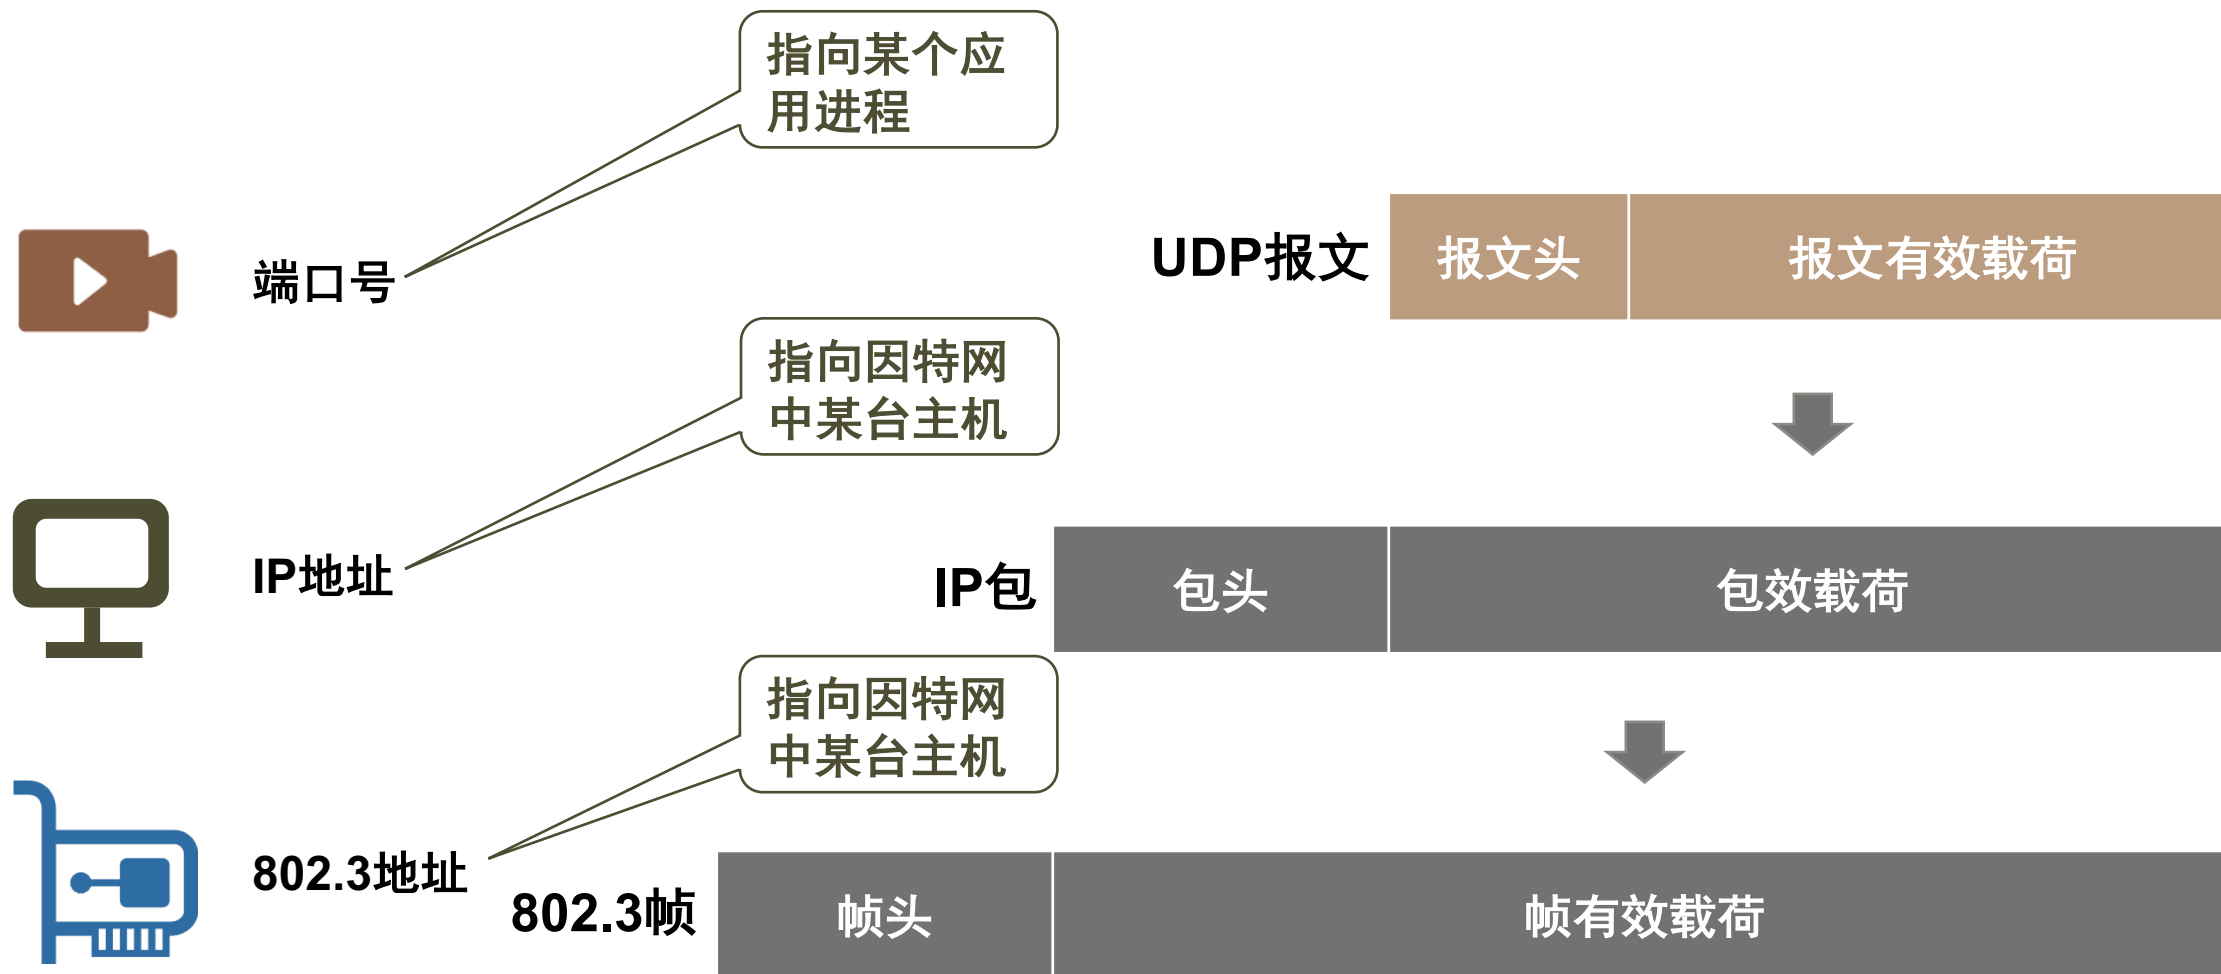 指向某个应
用进程
端口号
UDP报文
报文头
报文有效载荷
指向因特网
中某台主机
IP地址
IP包
包头
包效载荷
指向因特网
中某台主机
802.3地址
802.3帧
帧头
帧有效载荷